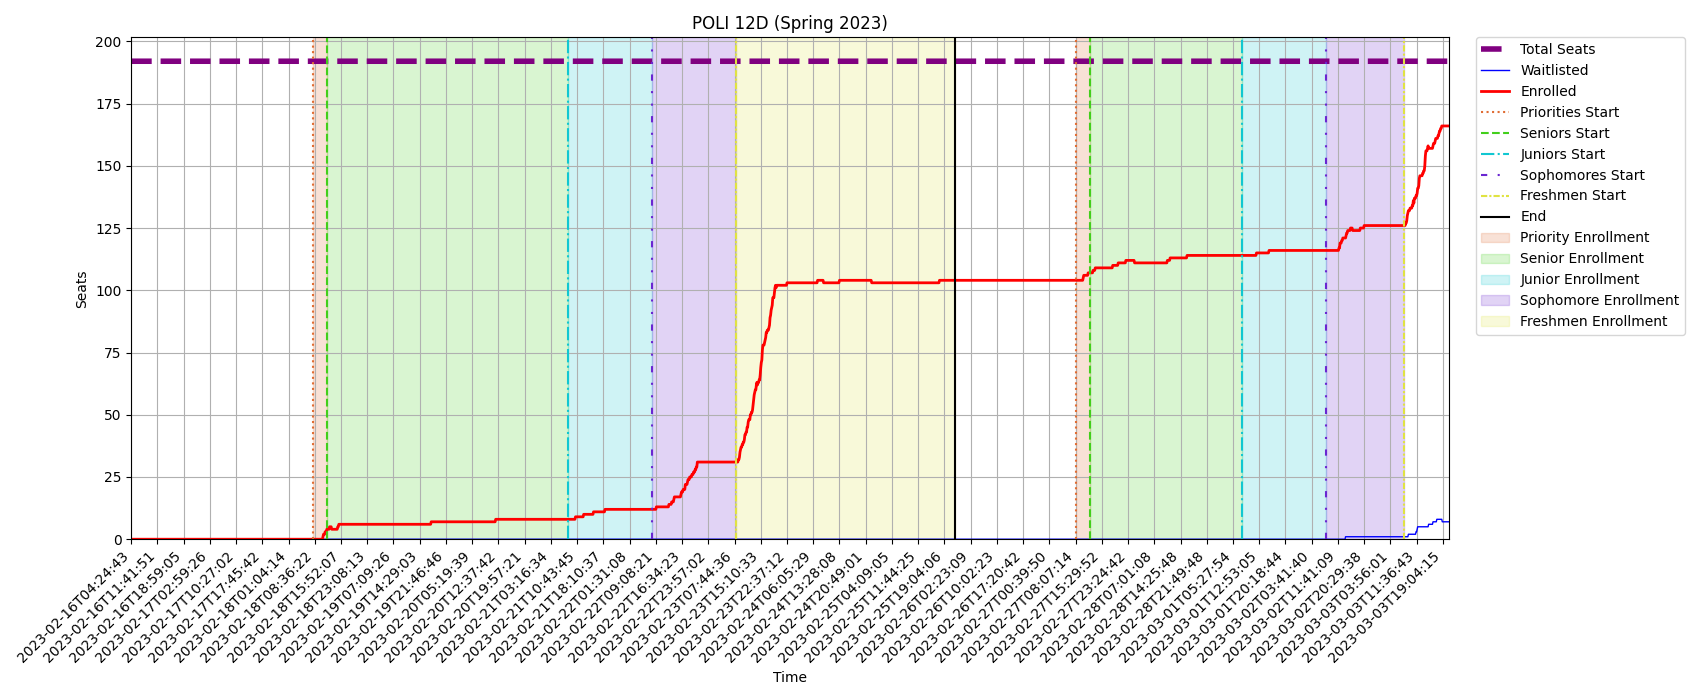 POLI 12D (Spring 2023)
200
175
150
125
100
75
50
25
0
Seats
2023-02-16T04:24:43
2023-02-16T11:41:51
2023-02-16T18:59:05
2023-02-17T02:59:26
2023-02-17T10:27:02
2023-02-17T17:45:42
2023-02-18T01:04:14
2023-02-18T08:36:22
2023-02-18T15:52:07
2023-02-18T23:08:13
2023-02-19T07:09:26
2023-02-19T14:29:03
2023-02-19T21:46:46
2023-02-20T05:19:39
2023-02-20T12:37:42
2023-02-20T19:57:21
2023-02-21T03:16:34
2023-02-21T10:43:45
2023-02-21T18:10:37
2023-02-22T01:31:08
2023-02-22T09:08:21
2023-02-22T16:34:23
2023-02-22T23:57:02
2023-02-23T07:44:36
2023-02-23T15:10:33
2023-02-23T22:37:12
2023-02-24T06:05:29
2023-02-24T13:28:08
2023-02-24T20:49:01
2023-02-25T04:09:05
2023-02-25T11:44:25
2023-02-25T19:04:06
2023-02-26T02:23:09
2023-02-26T10:02:23
2023-02-26T17:20:42
2023-02-27T00:39:50
2023-02-27T08:07:14
2023-02-27T15:29:52
2023-02-27T23:24:42
2023-02-28T07:01:08
2023-02-28T14:25:48
2023-02-28T21:49:48
2023-03-01T05:27:54
2023-03-01T12:53:05
2023-03-01T20:18:44
2023-03-02T03:41:40
2023-03-02T11:41:09
2023-03-02T20:29:38
2023-03-03T03:56:01
2023-03-03T11:36:43
2023-03-03T19:04:15
Time
Total Seats
Waitlisted
Enrolled
Priorities Start
Seniors Start
Juniors Start
Sophomores Start
Freshmen Start
End
Priority Enrollment
Senior Enrollment
Junior Enrollment
Sophomore Enrollment
Freshmen Enrollment